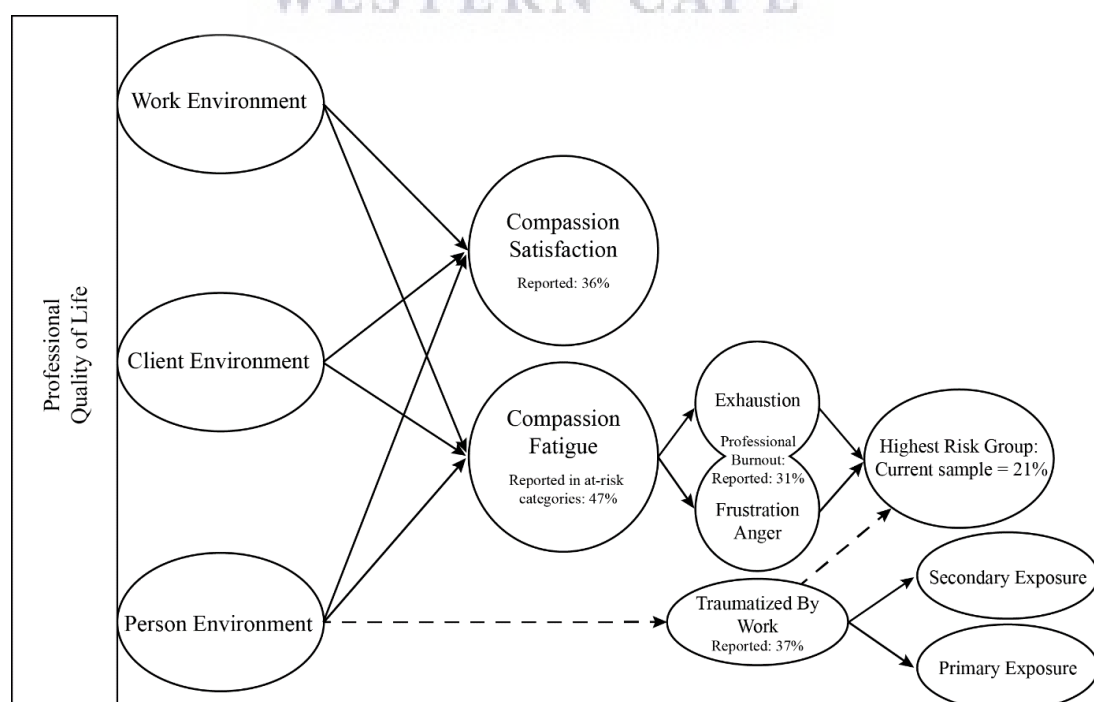 WESTERN CAPE
Professional
Quality of Life
Work Environment
Client Environment
Person Environment
Compassion
Satisfaction
Reported: 36%
Compassion
Fatigue
Reported in at-risk
categories: 47%
Exhaustion
Professional
Burnout:
Reported: 31%
Frustration
Anger
Highest Risk Group:
Current sample = 21%
Traumatized By
Work
Reported: 37%
Secondary Exposure
Primary Exposure